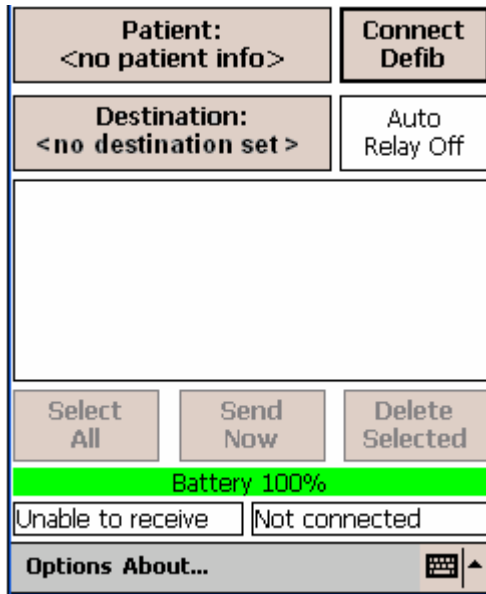 Patient:
<no patient info>
Connect
Defib
Destination:
<no destination set>
Auto
Relay Off
Select
All
Send
Now
Delete
Selected
Battery 100%
Unable to receive
Not connected
Options About...